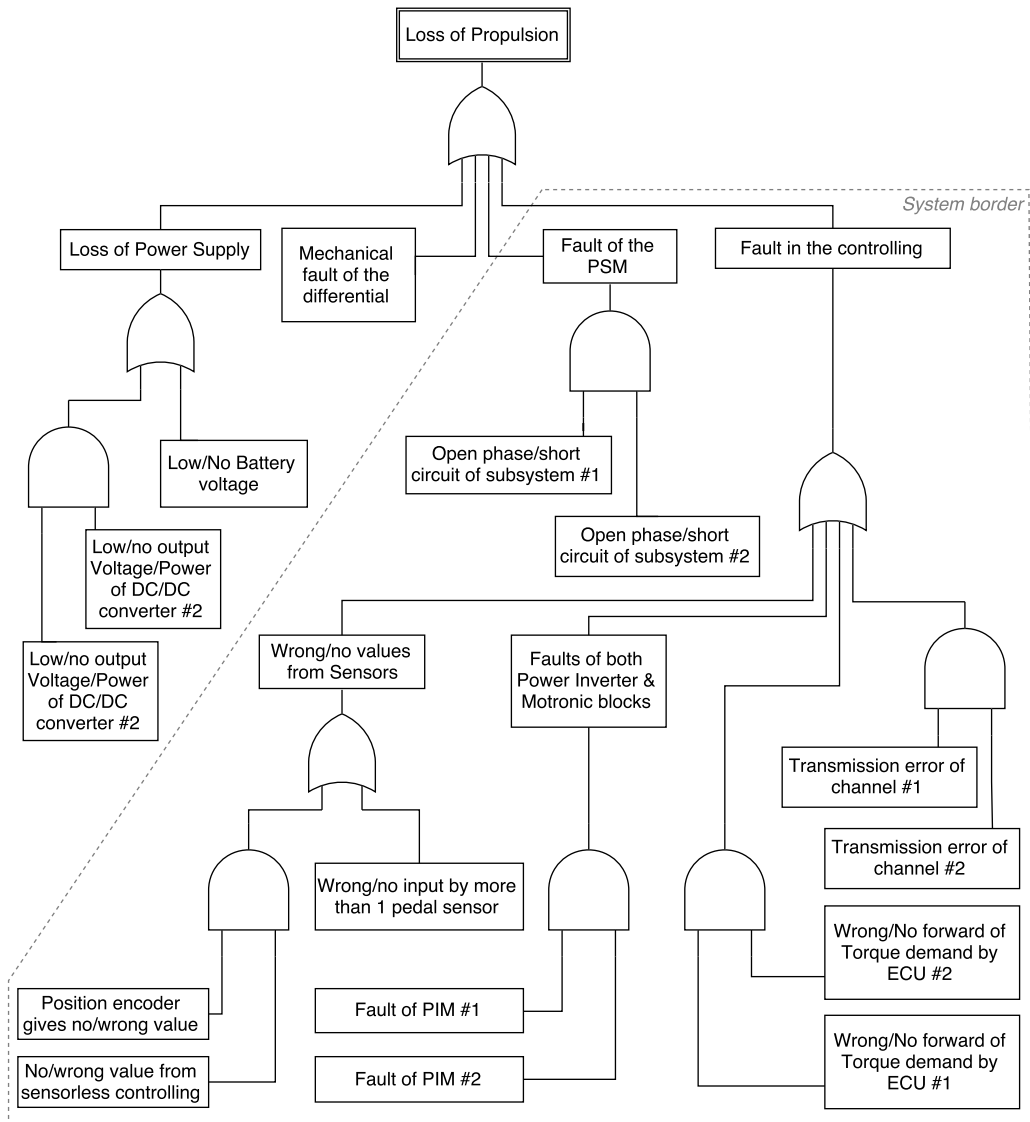 Loss of Propulsion
System border
Loss of Power Supply
Mechanical
fault of the
differential
Fault of the
PSM
Fault in the controlling
Low/No Battery
voltage
Open phase/short
circuit of subsystem #1
Open phase/short
circuit of subsystem #2
Low/no output
Voltage/Power
of DC/DC
converter #2
Low/no output
Voltage/Power
of DC/DC
converter #2
Wrong/no values
from Sensors
Faults of both
Power Inverter &
Motronic blocks
Transmission error of
channel #1
Transmission error of
channel #2
Wrong/no input by more
than 1 pedal sensor
Wrong/No forward of
Torque demand by
ECU #2
Position encoder
gives no/wrong value
Fault of PIM #1
Wrong/No forward of
Torque demand by
ECU #1
No/wrong value from
sensorless controlling
Fault of PIM #2